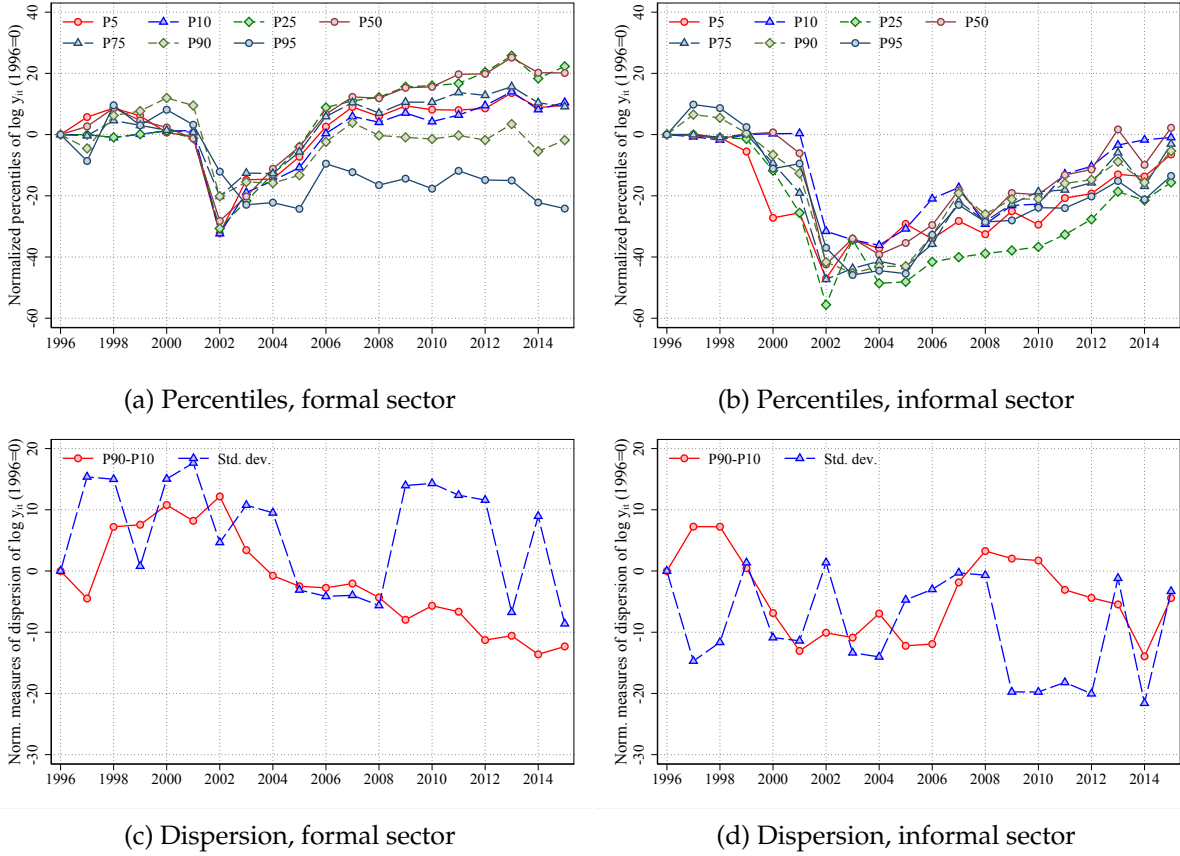 P5 P10 P25 P50
P75 P90 P95
Normalized percentiles of log y_it (1996=0)
40
20
0
-20
-40
-60
1996 1998 2000 2002 2004 2006 2008 2010 2012 2014
(a) Percentiles, formal sector
P5 P10 P25 P50
P75 P90 P95
Normalized percentiles of log y_it (1996=0)
40
20
0
-20
-40
-60
1996 1998 2000 2002 2004 2006 2008 2010 2012 2014
(b) Percentiles, informal sector
P90-P10 Std. dev.
Norm. measures of dispersion of log y_it (1996=0)
20
10
0
-10
-20
-30
1996 1998 2000 2002 2004 2006 2008 2010 2012 2014
(c) Dispersion, formal sector
P90-P10 Std. dev.
Norm. measures of dispersion of log y_it (1996=0)
20
10
0
-10
-20
-30
1996 1998 2000 2002 2004 2006 2008 2010 2012 2014
(d) Dispersion, informal sector